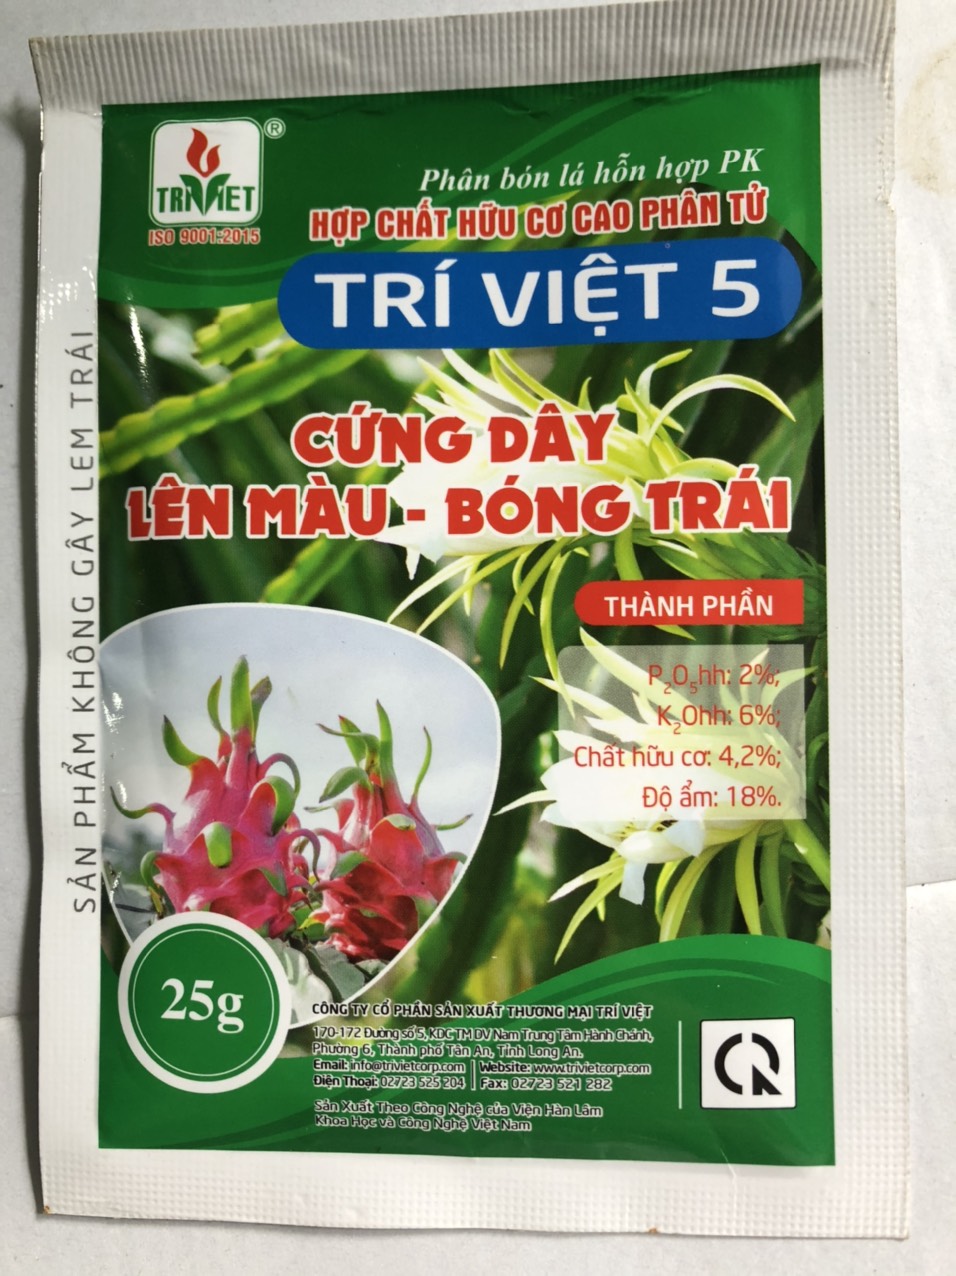 TRI VIET
®
ISO 9001:2015
Phân bón lá hỗn hợp PK
HỢP CHẤT HỮU CƠ CAO PHÂN TỬ
TRÍ VIỆT 5
CỨNG DÂY
LÊN MÀU - BÓNG TRÁI
THÀNH PHẦN
P₂O₅hh: 2%;
K₂Ohh: 6%;
Chất hữu cơ: 4,2%;
Độ ẩm: 18%.
SẢN PHẨM KHÔNG GÂY LEM TRÁI
25g
CÔNG TY CỔ PHẦN SẢN XUẤT THƯƠNG MẠI TRÍ VIỆT
170-172 Đường số 5, KDC TM DV Nam Trung Tâm Hành Chánh,
Phường 6, Thành phố Tân An, Tỉnh Long An.
Email: info@trivietcorp.com | Website: www.trivietcorp.com
Điện Thoại: 02723 525 204 | Fax: 02723 521 282
Sản Xuất Theo Công Nghệ của Viện Hàn Lâm
Khoa Học và Công Nghệ Việt Nam